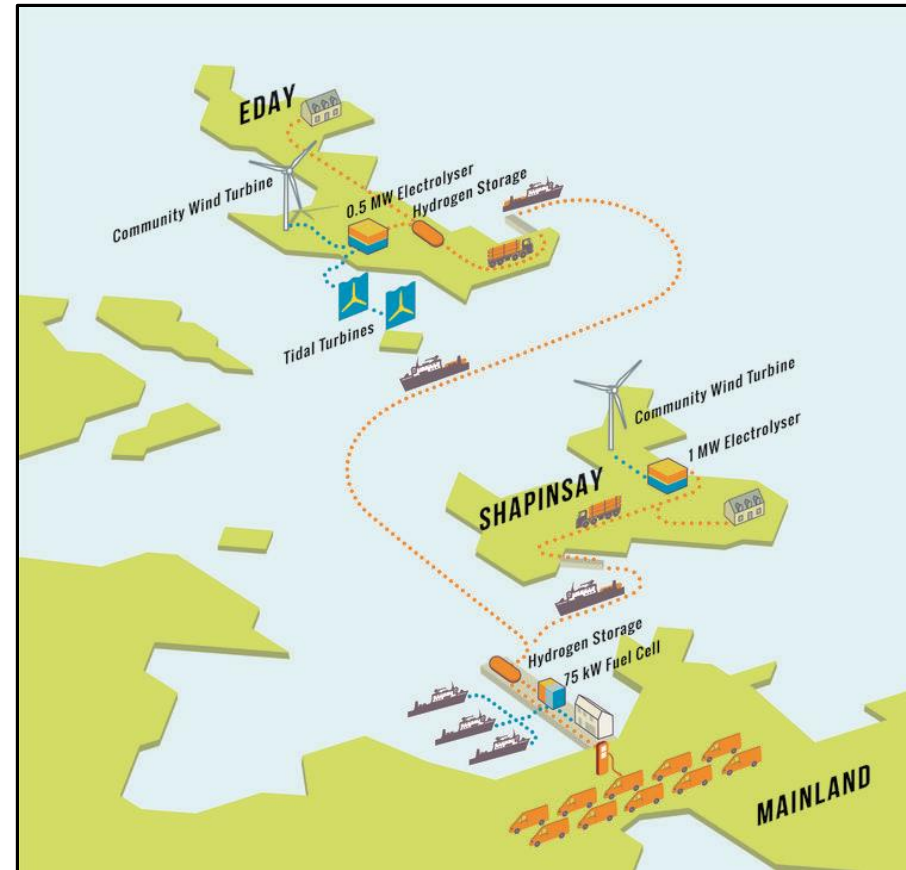 EDAY
Community Wind Turbine
0.5 MW Electrolyser
Hydrogen Storage
Tidal Turbines
Community Wind Turbine
1 MW Electrolyser
SHAPINSAY
Hydrogen Storage
75 kW Fuel Cell
MAINLAND